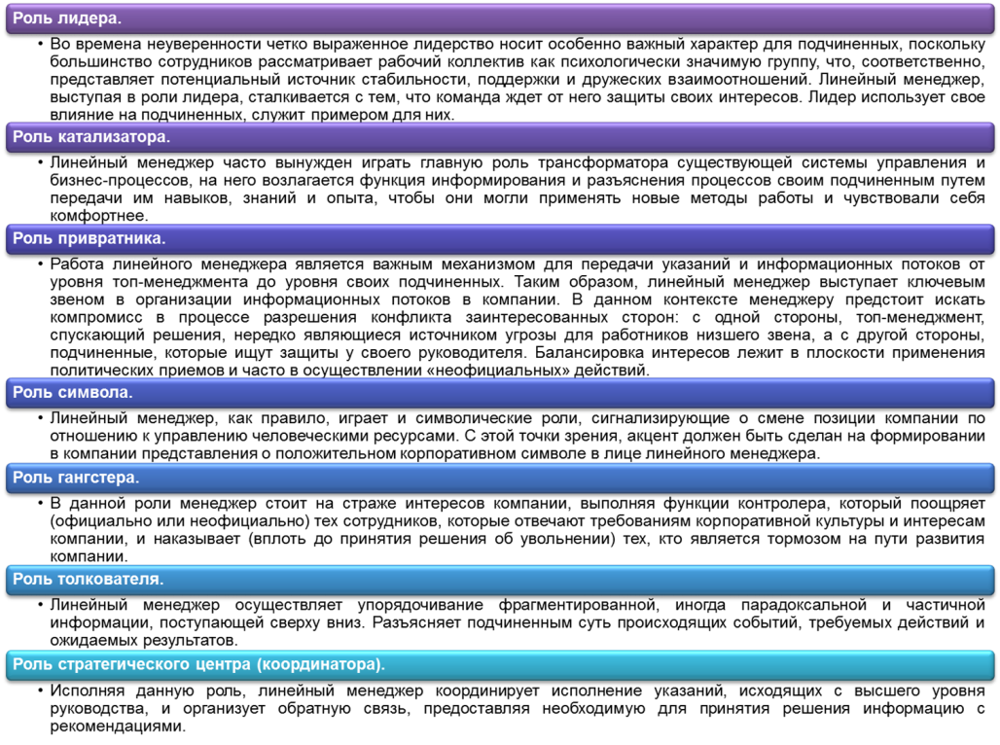 Роль лидера.
• Во времена неуверенности четко выраженное лидерство носит особенно важный характер для подчиненных, поскольку
большинство сотрудников рассматривает рабочий коллектив как психологически значимую группу, что, соответственно,
представляет потенциальный источник стабильности, поддержки и дружеских взаимоотношений. Линейный менеджер,
выступая в роли лидера, сталкивается с тем, что команда ждет от него защиты своих интересов. Лидер использует свое
влияние на подчиненных, служит примером для них.
Роль катализатора.
• Линейный менеджер часто вынужден играть главную роль трансформатора существующей системы управления и
бизнес-процессов, на него возлагается функция информирования и разъяснения процессов своим подчиненным путем
передачи им навыков, знаний и опыта, чтобы они могли применять новые методы работы и чувствовали себя
комфортнее.
Роль привратника.
• Работа линейного менеджера является важным механизмом для передачи указаний и информационных потоков от
уровня топ-менеджмента до уровня своих подчиненных. Таким образом, линейный менеджер выступает ключевым
звеном в организации информационных потоков в компании. В данном контексте менеджеру предстоит искать
компромисс в процессе разрешения конфликта заинтересованных сторон: с одной стороны, топ-менеджмент,
спускающий решения, нередко являющиеся источником угрозы для работников низшего звена, а с другой стороны,
подчиненные, которые ищут защиты у своего руководителя. Балансировка интересов лежит в плоскости применения
политических приемов и часто в осуществлении «неофициальных» действий.
Роль символа.
• Линейный менеджер, как правило, играет и символические роли, сигнализирующие о смене позиции компании по
отношению к управлению человеческими ресурсами. С этой точки зрения, акцент должен быть сделан на формировании
в компании представления о положительном корпоративном символе в лице линейного менеджера.
Роль гангстера.
• В данной роли менеджер стоит на страже интересов компании, выполняя функции контролера, который поощряет
(официально или неофициально) тех сотрудников, которые отвечают требованиям корпоративной культуры и интересам
компании, и наказывает (вплоть до принятия решения об увольнении) тех, кто является тормозом на пути развития
компании.
Роль толкователя.
• Линейный менеджер осуществляет упорядочивание фрагментированной, иногда парадоксальной и частичной
информации, поступающей сверху вниз. Разъясняет подчиненным суть происходящих событий, требуемых действий и
ожидаемых результатов.
Роль стратегического центра (координатора).
• Исполняя данную роль, линейный менеджер координирует исполнение указаний, исходящих с высшего уровня
руководства, и организует обратную связь, предоставляя необходимую для принятия решения информацию с
рекомендациями.